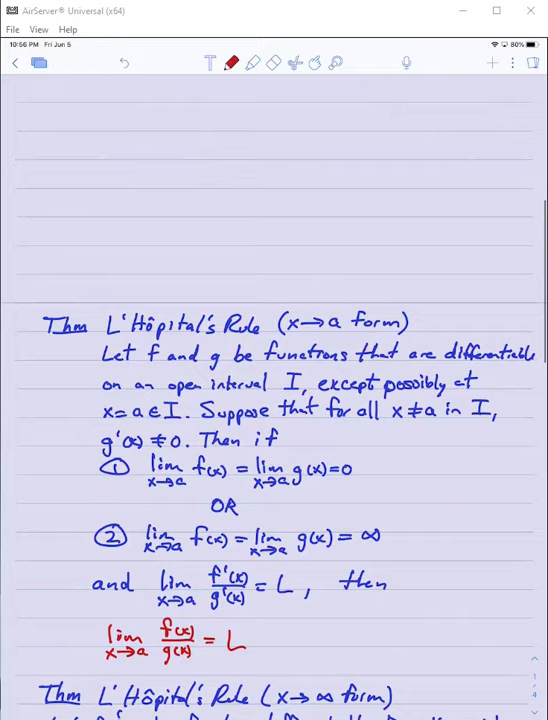 AirServer® Universal (x64)
File View Help
10:56 PM Fri Jun 5 80%
Thm L'Hôpital's Rule (x→a form)
Let f and g be functions that are differentiable
on an open interval I, except possibly at
x=a∈I. Suppose that for all x≠a in I,
g'(x)≠0. Then if
① lim x→a f(x) = lim x→a g(x)=0
OR
② lim x→a f(x) = lim x→a g(x) = ∞
and lim x→a f'(x)/g'(x) = L, then
lim x→a f(x)/g(x) = L
1
/
4
Thm L'Hôpital's Rule (x→∞ form)